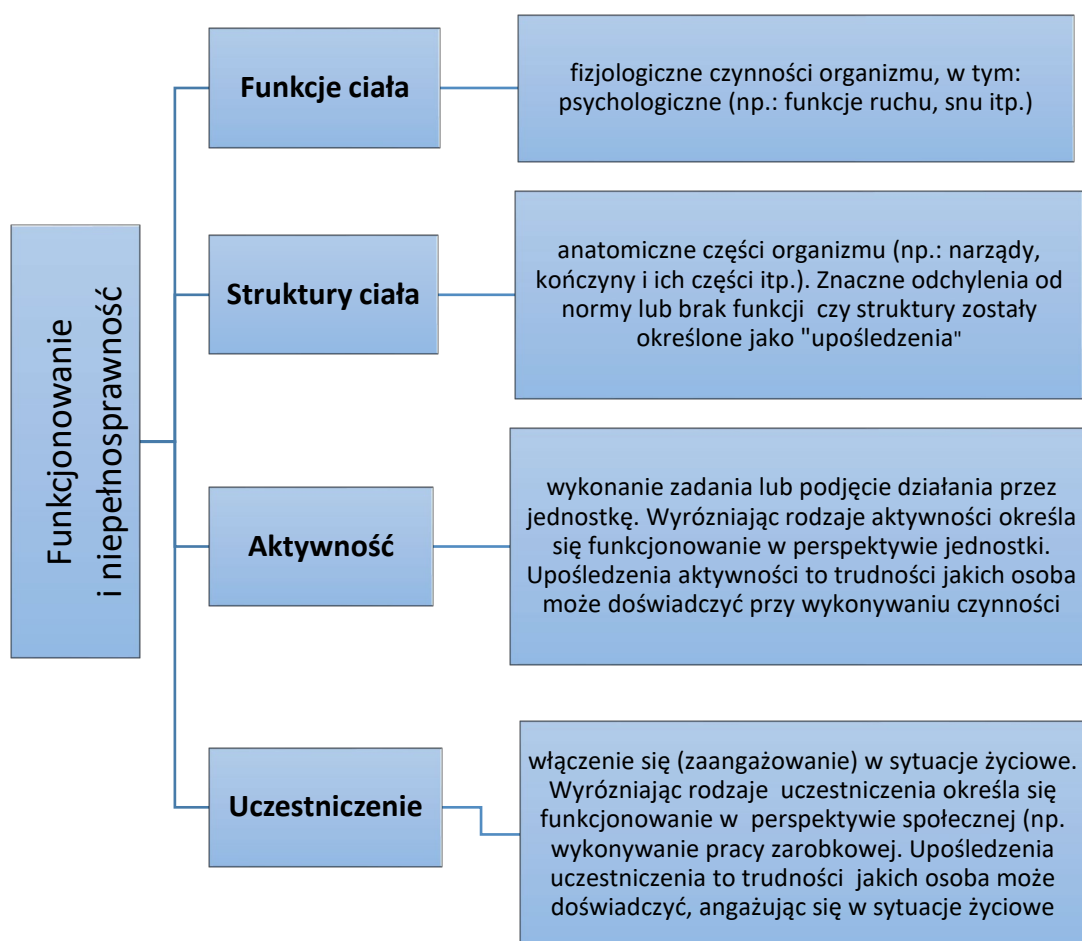 Funkcjonowanie
i niepełnosprawność
Funkcje ciała
fizjologiczne czynności organizmu, w tym:
psychologiczne (np.: funkcje ruchu, snu itp.)
Struktury ciała
anatomiczne części organizmu (np.: narządy,
kończyny i ich części itp.). Znaczne odchylenia od
normy lub brak funkcji czy struktury zostały
określone jako "upośledzenia"
Aktywność
wykonanie zadania lub podjęcie działania przez
jednostkę. Wyrózniając rodzaje aktywności określa
się funkcjonowanie w perspektywie jednostki.
Upośledzenia aktywności to trudności jakich osoba
może doświadczyć przy wykonywaniu czynności
Uczestniczenie
włączenie się (zaangażowanie) w sytuacje życiowe.
Wyrózniając rodzaje uczestniczenia określa się
funkcjonowanie w perspektywie społecznej (np.
wykonywanie pracy zarobkowej. Upośledzenia
uczestniczenia to trudności jakich osoba może
doświadczyć, angażując się w sytuacje życiowe